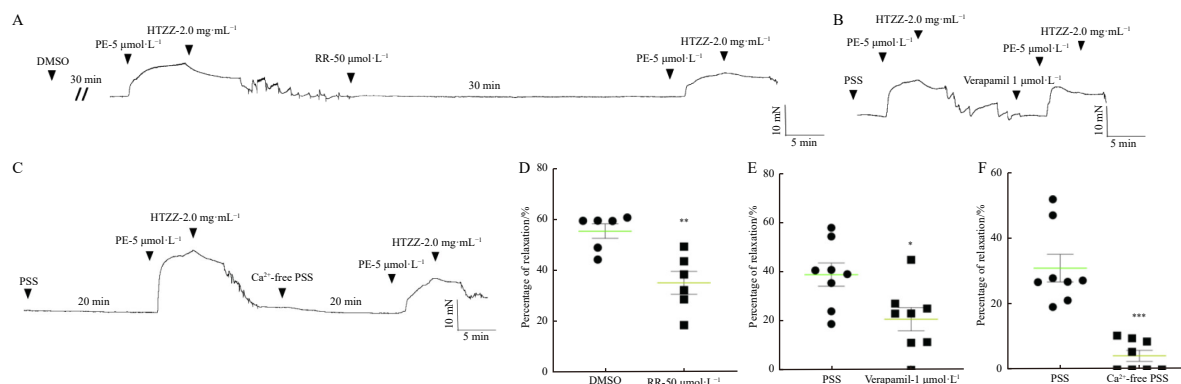 A
DMSO
30 min
PE-5 μmol·L⁻¹
HTZZ-2.0 mg·mL⁻¹
RR-50 μmol·L⁻¹
30 min
PE-5 μmol·L⁻¹
HTZZ-2.0 mg·mL⁻¹
10 mN
5 min
B
PSS
PE-5 μmol·L⁻¹
HTZZ-2.0 mg·mL⁻¹
Verapamil 1 μmol·L⁻¹
PE-5 μmol·L⁻¹
HTZZ-2.0 mg·mL⁻¹
10 mN
5 min
C
PSS
20 min
PE-5 μmol·L⁻¹
HTZZ-2.0 mg·mL⁻¹
Ca²⁺-free PSS
20 min
PE-5 μmol·L⁻¹
HTZZ-2.0 mg·mL⁻¹
10 mN
5 min
D
Percentage of relaxation/%
80
60
40
20
0
**
DMSO
RR-50 μmol·L⁻¹
E
Percentage of relaxation/%
80
60
40
20
0
*
PSS
Verapamil-1 μmol·L⁻¹
F
Percentage of relaxation/%
60
40
20
0
***
PSS
Ca²⁺-free PSS